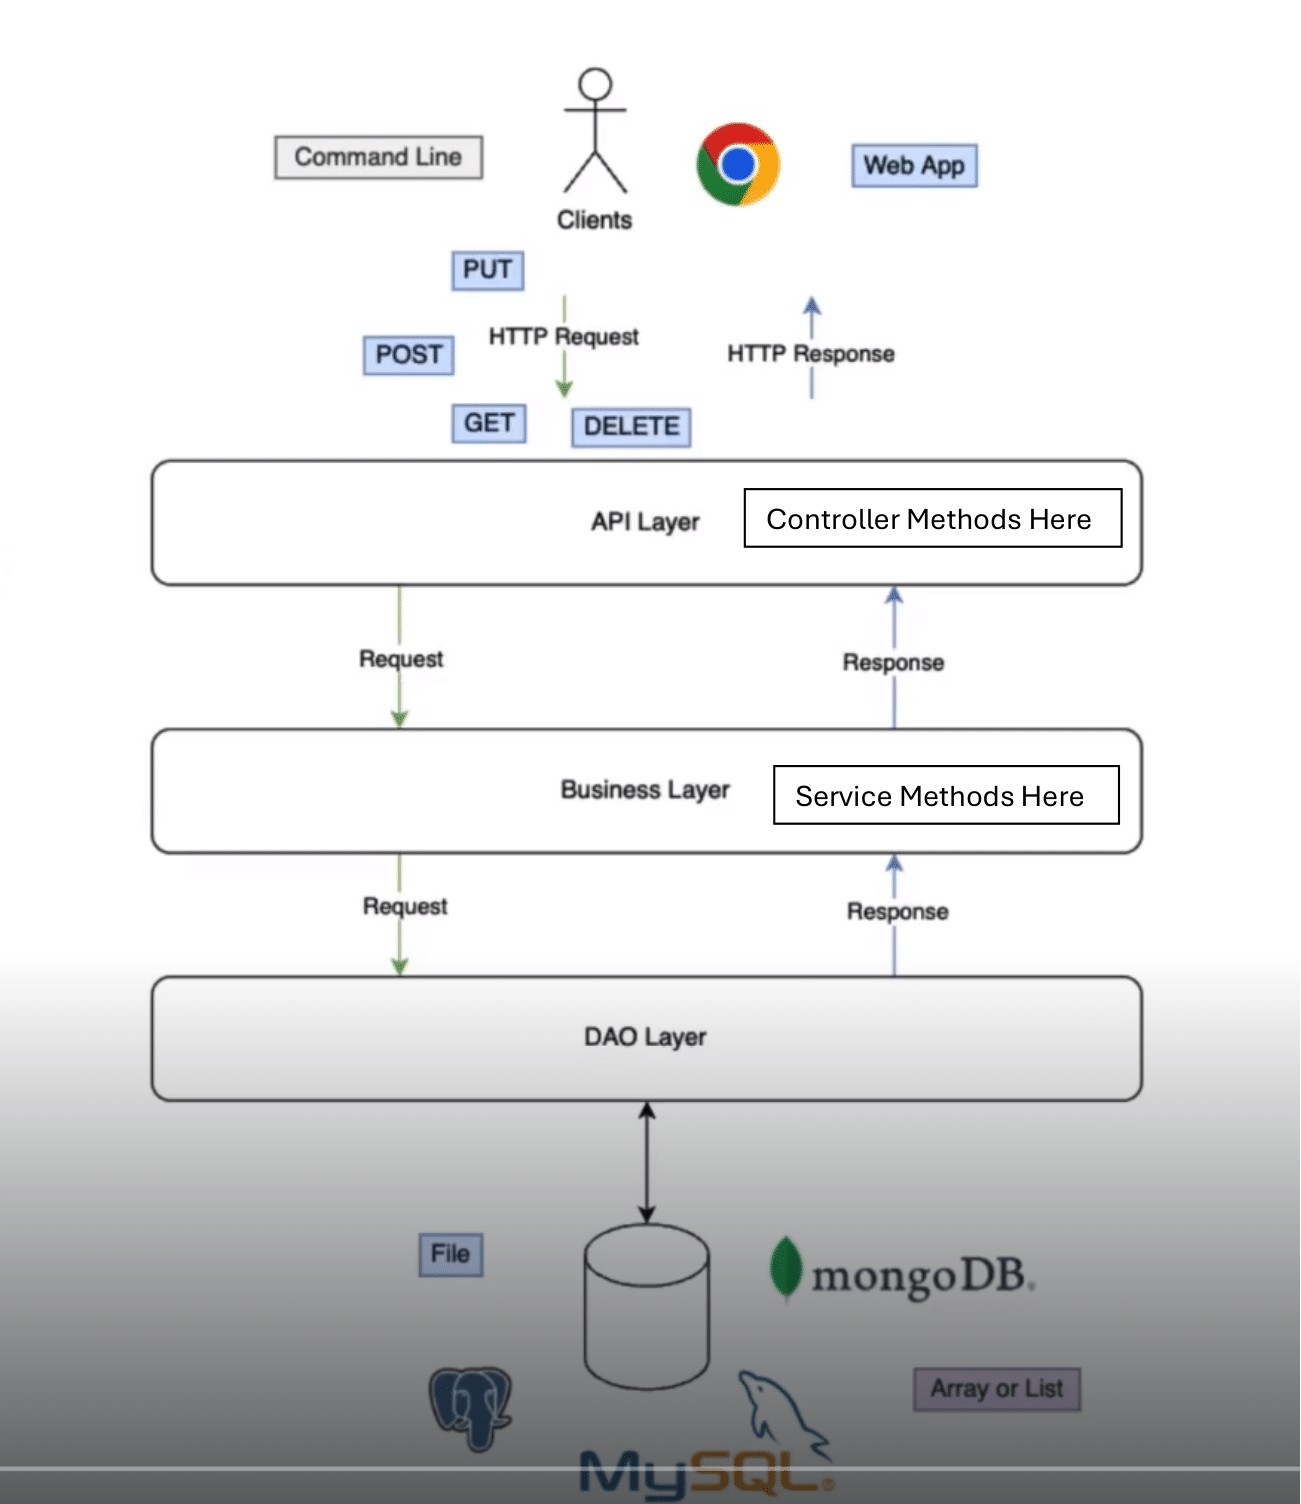 Command Line
Web App
Clients
PUT
HTTP Request
POST
HTTP Response
GET
DELETE
API Layer
Controller Methods Here
Request
Response
Business Layer
Service Methods Here
Request
Response
DAO Layer
File
mongoDB®
Array or List
MySQL®